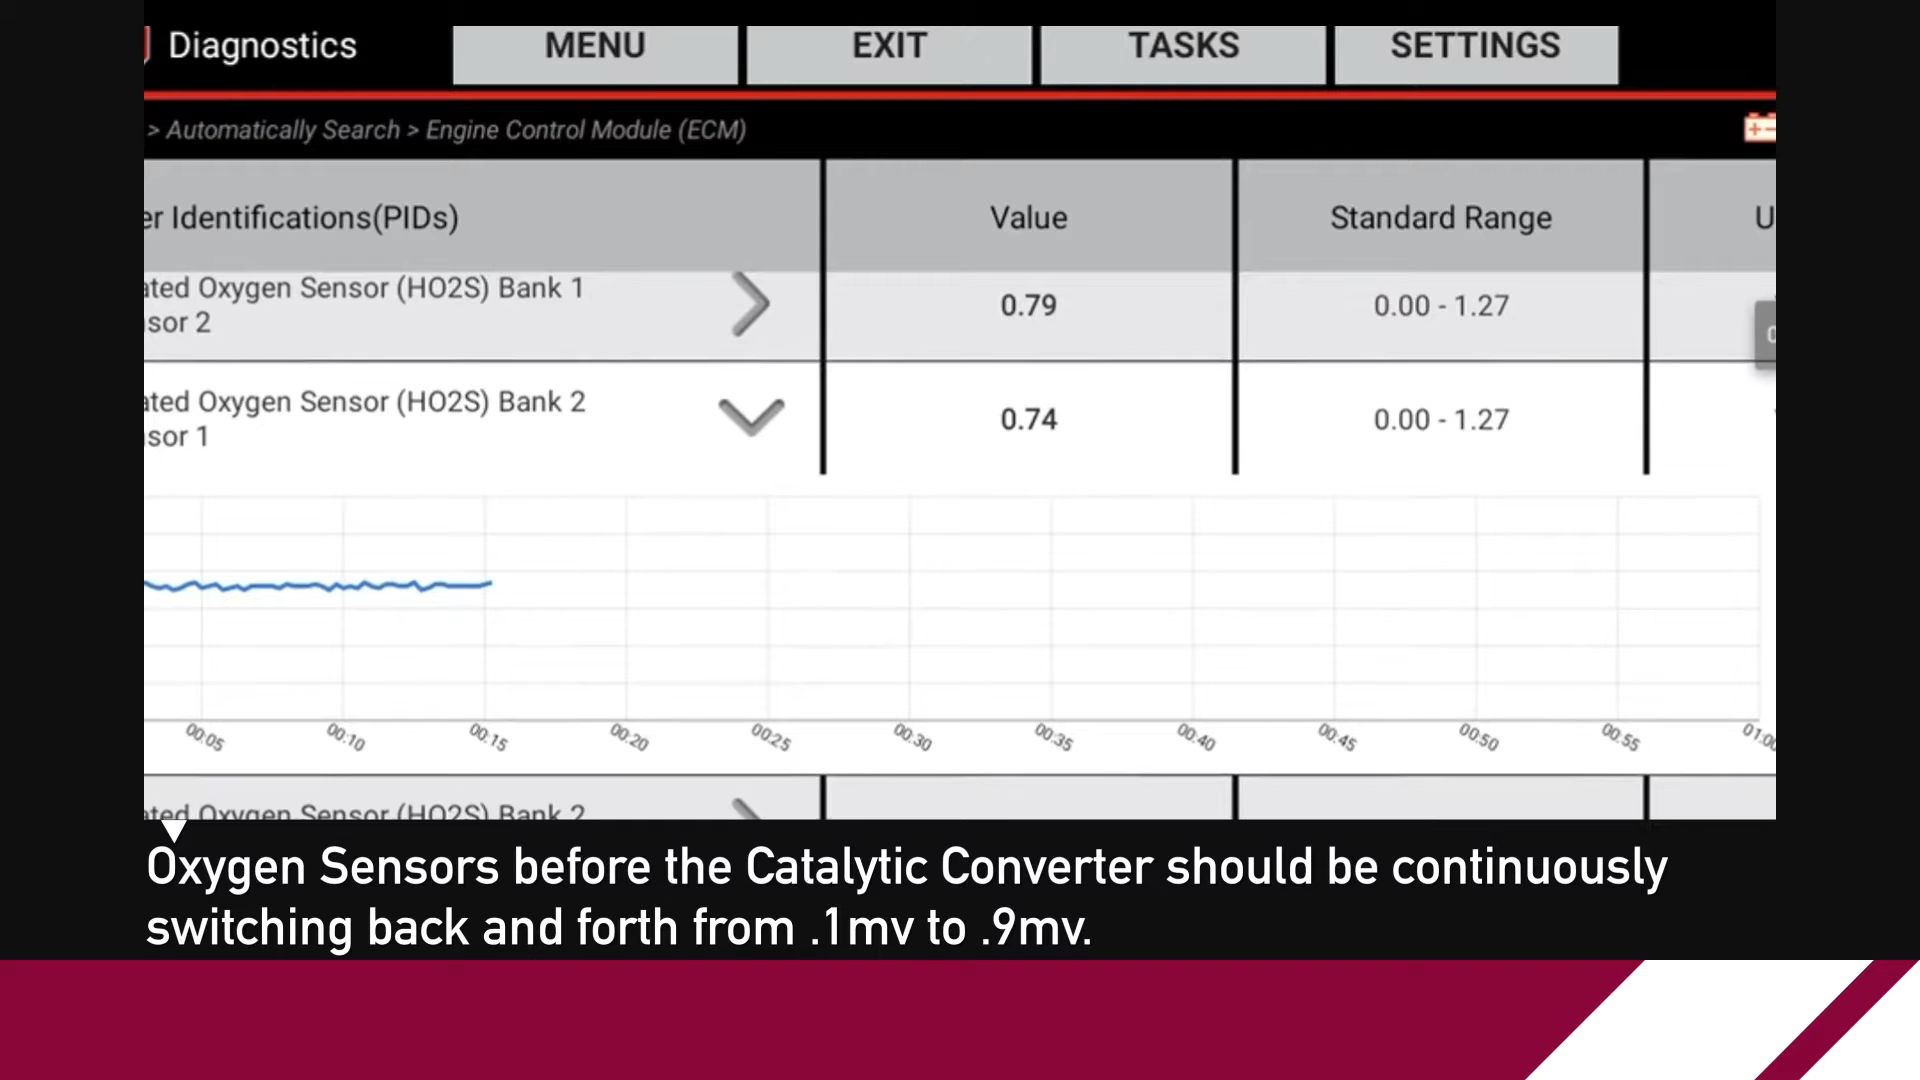 Diagnostics MENU EXIT TASKS SETTINGS
> Automatically Search > Engine Control Module (ECM)
er Identifications(PIDs) Value Standard Range U
ated Oxygen Sensor (HO2S) Bank 1
sor 2
0.79 0.00 - 1.27
ated Oxygen Sensor (HO2S) Bank 2
sor 1
0.74 0.00 - 1.27
00:05 00:10 00:15 00:20 00:25 00:30 00:35 00:40 00:45 00:50 00:55 01:00
ated Oxygen Sensor (HO2S) Bank 2
Oxygen Sensors before the Catalytic Converter should be continuously
switching back and forth from .1mv to .9mv.